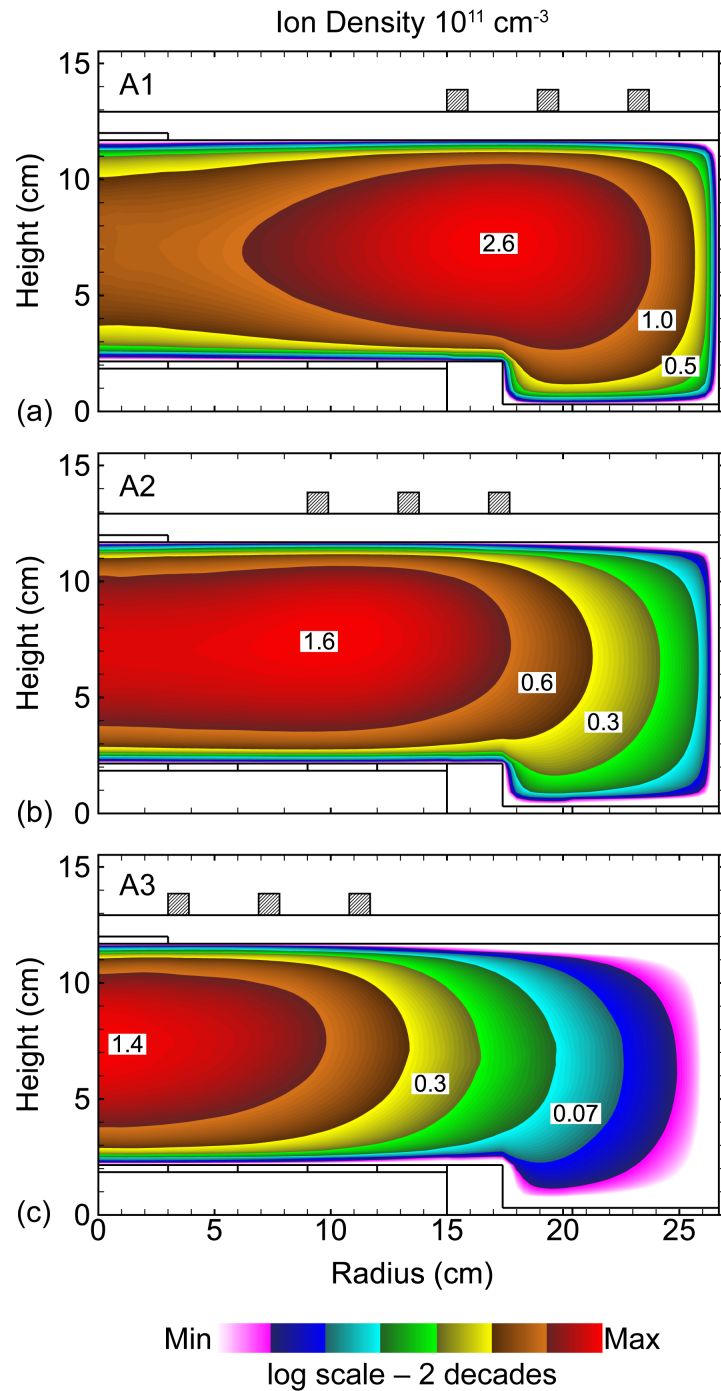 Ion Density 10¹¹ cm⁻³
15
A1
10
2.6
Height (cm)
5
1.0
0.5
(a)
0
15
A2
10
1.6
Height (cm)
5
0.6
0.3
(b)
0
15
A3
10
1.4
Height (cm)
5
0.3
0.07
(c)
0
0 5 10 15 20 25
Radius (cm)
Min Max
log scale – 2 decades